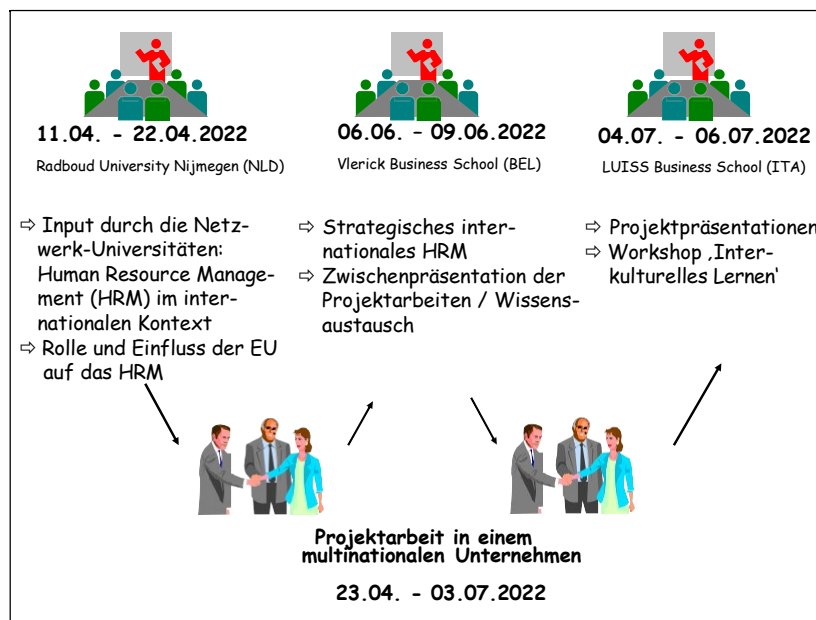 11.04. - 22.04.2022
Radboud University Nijmegen (NLD)
⇨ Input durch die Netz-
werk-Universitäten:
Human Resource Manage-
ment (HRM) im inter-
nationalen Kontext
⇨ Rolle und Einfluss der EU
auf das HRM
06.06. – 09.06.2022
Vlerick Business School (BEL)
⇨ Strategisches inter-
nationales HRM
⇨ Zwischenpräsentation der
Projektarbeiten / Wissens-
austausch
04.07. - 06.07.2022
LUISS Business School (ITA)
⇨ Projektpräsentationen
⇨ Workshop ‚Inter-
kulturelles Lernen‘
Projektarbeit in einem
multinationalen Unternehmen
23.04. - 03.07.2022